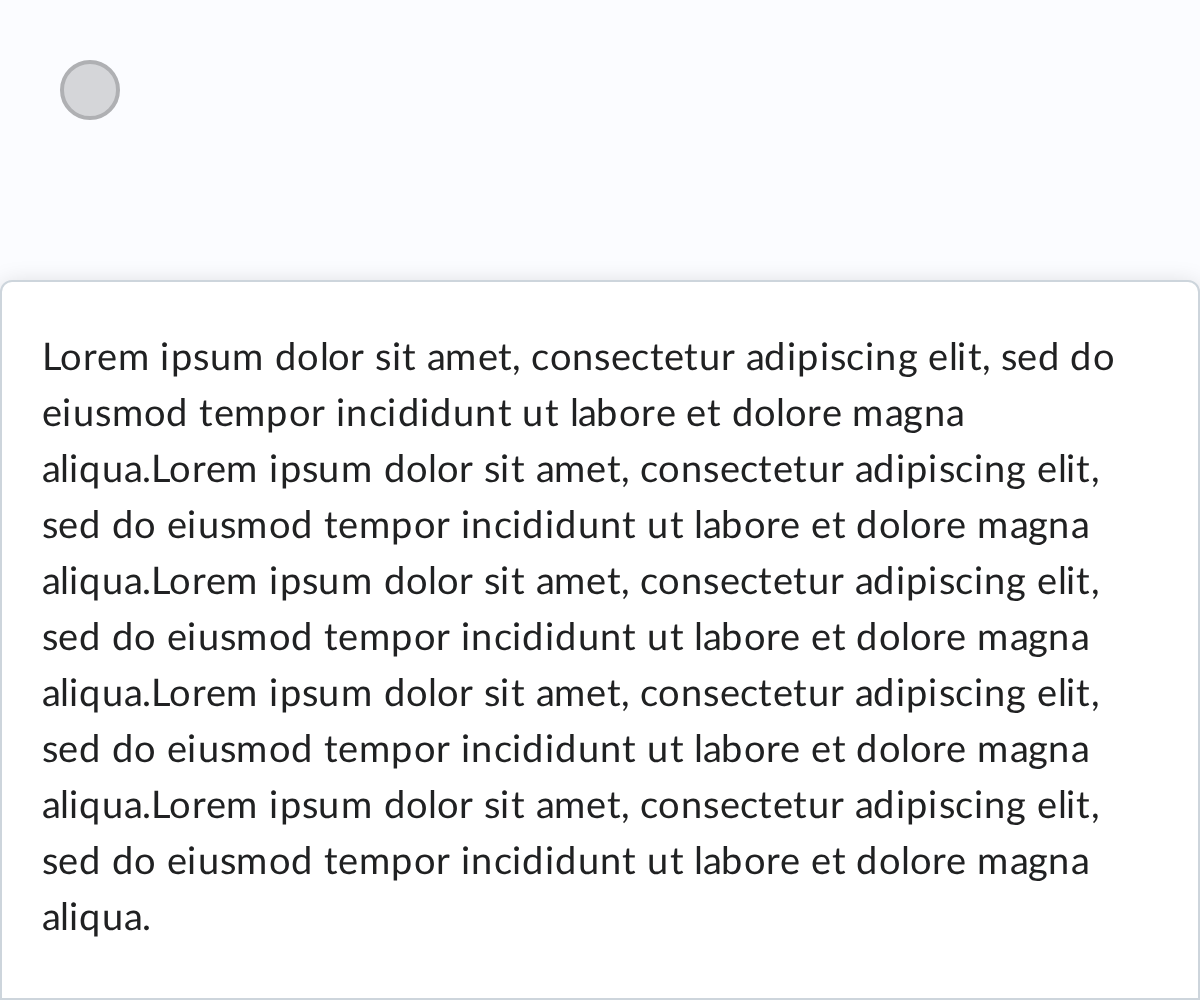 Lorem ipsum dolor sit amet, consectetur adipiscing elit, sed do
eiusmod tempor incididunt ut labore et dolore magna
aliqua.Lorem ipsum dolor sit amet, consectetur adipiscing elit,
sed do eiusmod tempor incididunt ut labore et dolore magna
aliqua.Lorem ipsum dolor sit amet, consectetur adipiscing elit,
sed do eiusmod tempor incididunt ut labore et dolore magna
aliqua.Lorem ipsum dolor sit amet, consectetur adipiscing elit,
sed do eiusmod tempor incididunt ut labore et dolore magna
aliqua.Lorem ipsum dolor sit amet, consectetur adipiscing elit,
sed do eiusmod tempor incididunt ut labore et dolore magna
aliqua.